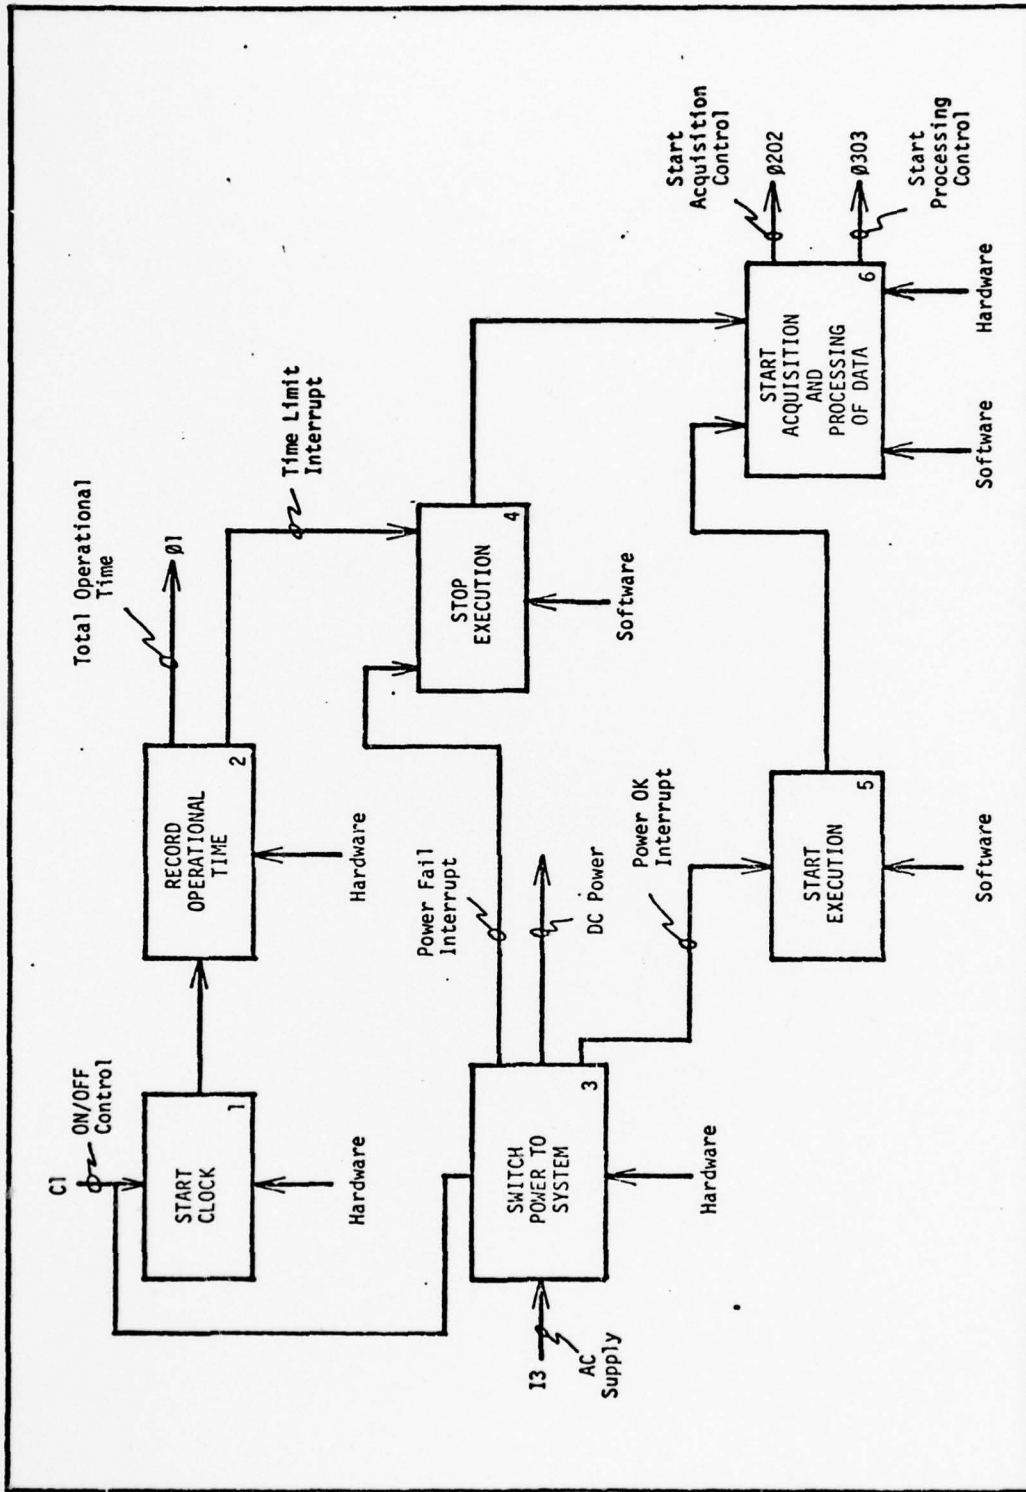 C1
ON/OFF
Control
START
CLOCK
1
Hardware
RECORD
OPERATIONAL
TIME
2
Hardware
Total Operational
Time
Ø1
Time Limit
Interrupt
I3
AC
Supply
SWITCH
POWER TO
SYSTEM
3
Hardware
Power Fail
Interrupt
DC Power
Power OK
Interrupt
STOP
EXECUTION
4
Software
START
EXECUTION
5
Software
START
ACQUISITION
AND
PROCESSING
OF DATA
6
Software
Hardware
Start
Acquisition
Control
Ø202
Ø303
Start
Processing
Control